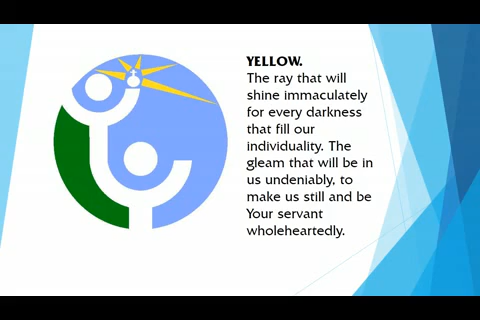 YELLOW.
The ray that will
shine immaculately
for every darkness
that fill our
individuality. The
gleam that will be in
us undeniably, to
make us still and be
Your servant
wholeheartedly.